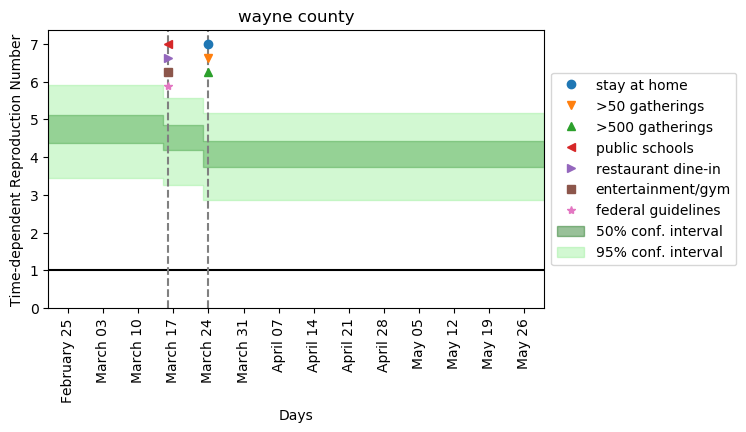 wayne county
Time-dependent Reproduction Number
7
6
5
4
3
2
1
0
February 25
March 03
March 10
March 17
March 24
March 31
April 07
April 14
April 21
April 28
May 05
May 12
May 19
May 26
Days
stay at home
>50 gatherings
>500 gatherings
public schools
restaurant dine-in
entertainment/gym
federal guidelines
50% conf. interval
95% conf. interval